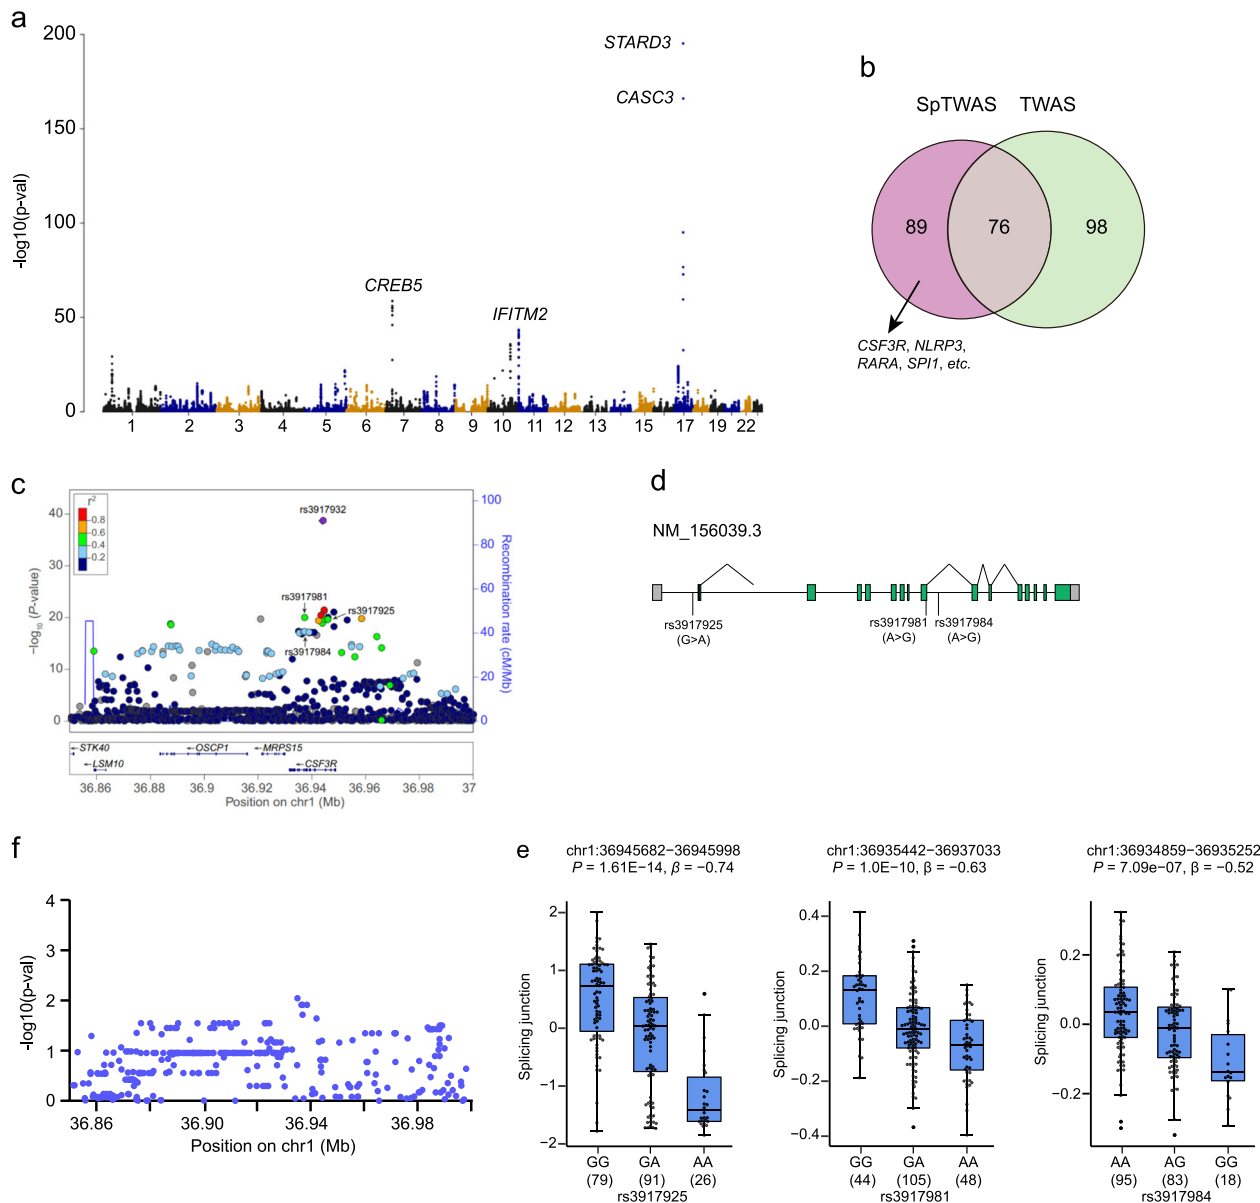 a
200
150
100
50
0
-log10(p-val)
STARD3
CASC3
CREB5
IFITM2
1 2 3 4 5 6 7 8 9 10 11 12 13 15 17 19 22
b
SpTWAS TWAS
89 76 98
CSF3R, NLRP3,
RARA, SPI1, etc.
c
r²
0.8
0.6
0.4
0.2
40
30
20
10
0
−log₁₀ (P-value)
100
80
60
40
20
0
Recombination rate (cM/Mb)
rs3917932
rs3917981
rs3917925
rs3917984
←STK40
←OSCP1
←MRPS15
←LSM10
←CSF3R
36.86 36.88 36.9 36.92 36.94 36.96 36.98 37
Position on chr1 (Mb)
d
NM_156039.3
rs3917925
(G>A)
rs3917981
(A>G)
rs3917984
(A>G)
f
4
3
2
1
0
-log10(p-val)
36.86 36.90 36.94 36.98
Position on chr1 (Mb)
e
chr1:36945682−36945998
P = 1.61E−14, β = −0.74
Splicing junction
2
1
0
−1
−2
GG GA AA
(79) (91) (26)
rs3917925
chr1:36935442−36937033
P = 1.0E−10, β = −0.63
Splicing junction
0.4
0.2
0.0
−0.2
−0.4
GG GA AA
(44) (105) (48)
rs3917981
chr1:36934859−36935252
P = 7.09e−07, β = −0.52
Splicing junction
0.2
0.0
−0.2
AA AG GG
(95) (83) (18)
rs3917984